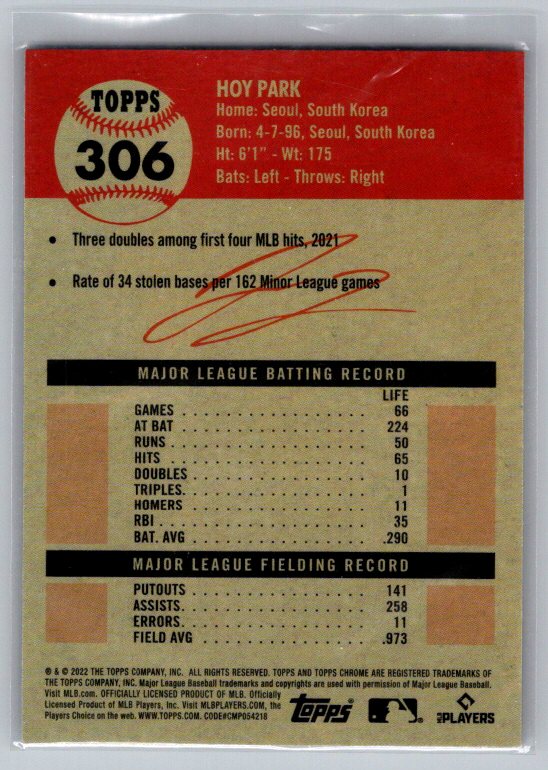 TOPPS
306
HOY PARK
Home: Seoul, South Korea
Born: 4-7-96, Seoul, South Korea
Ht: 6'1" - Wt: 175
Bats: Left - Throws: Right
• Three doubles among first four MLB hits, 2021
• Rate of 34 stolen bases per 162 Minor League games
MAJOR LEAGUE BATTING RECORD
LIFE
GAMES . . . . . . . . . . . . . . . . . . 66
AT BAT . . . . . . . . . . . . . . . . . . 224
RUNS . . . . . . . . . . . . . . . . . . 50
HITS . . . . . . . . . . . . . . . . . . 65
DOUBLES . . . . . . . . . . . . . . . . . 10
TRIPLES. . . . . . . . . . . . . . . . . . 1
HOMERS . . . . . . . . . . . . . . . . . 11
RBI . . . . . . . . . . . . . . . . . . . 35
BAT. AVG . . . . . . . . . . . . . . . . .290
MAJOR LEAGUE FIELDING RECORD
PUTOUTS . . . . . . . . . . . . . . . . . 141
ASSISTS. . . . . . . . . . . . . . . . . . 258
ERRORS. . . . . . . . . . . . . . . . . . 11
FIELD AVG . . . . . . . . . . . . . . . . .973
® & © 2022 THE TOPPS COMPANY, INC. ALL RIGHTS RESERVED. TOPPS AND TOPPS CHROME ARE REGISTERED TRADEMARKS OF
THE TOPPS COMPANY, INC. Major League Baseball trademarks and copyrights are used with permission of Major League Baseball.
Visit MLB.com. OFFICIALLY LICENSED PRODUCT OF MLB. Officially
Licensed Product of MLB Players, Inc. Visit MLBPLAYERS.COM, the
Players Choice on the web. WWW.TOPPS.COM. CODE#CMP054218
Topps
MLB PLAYERS